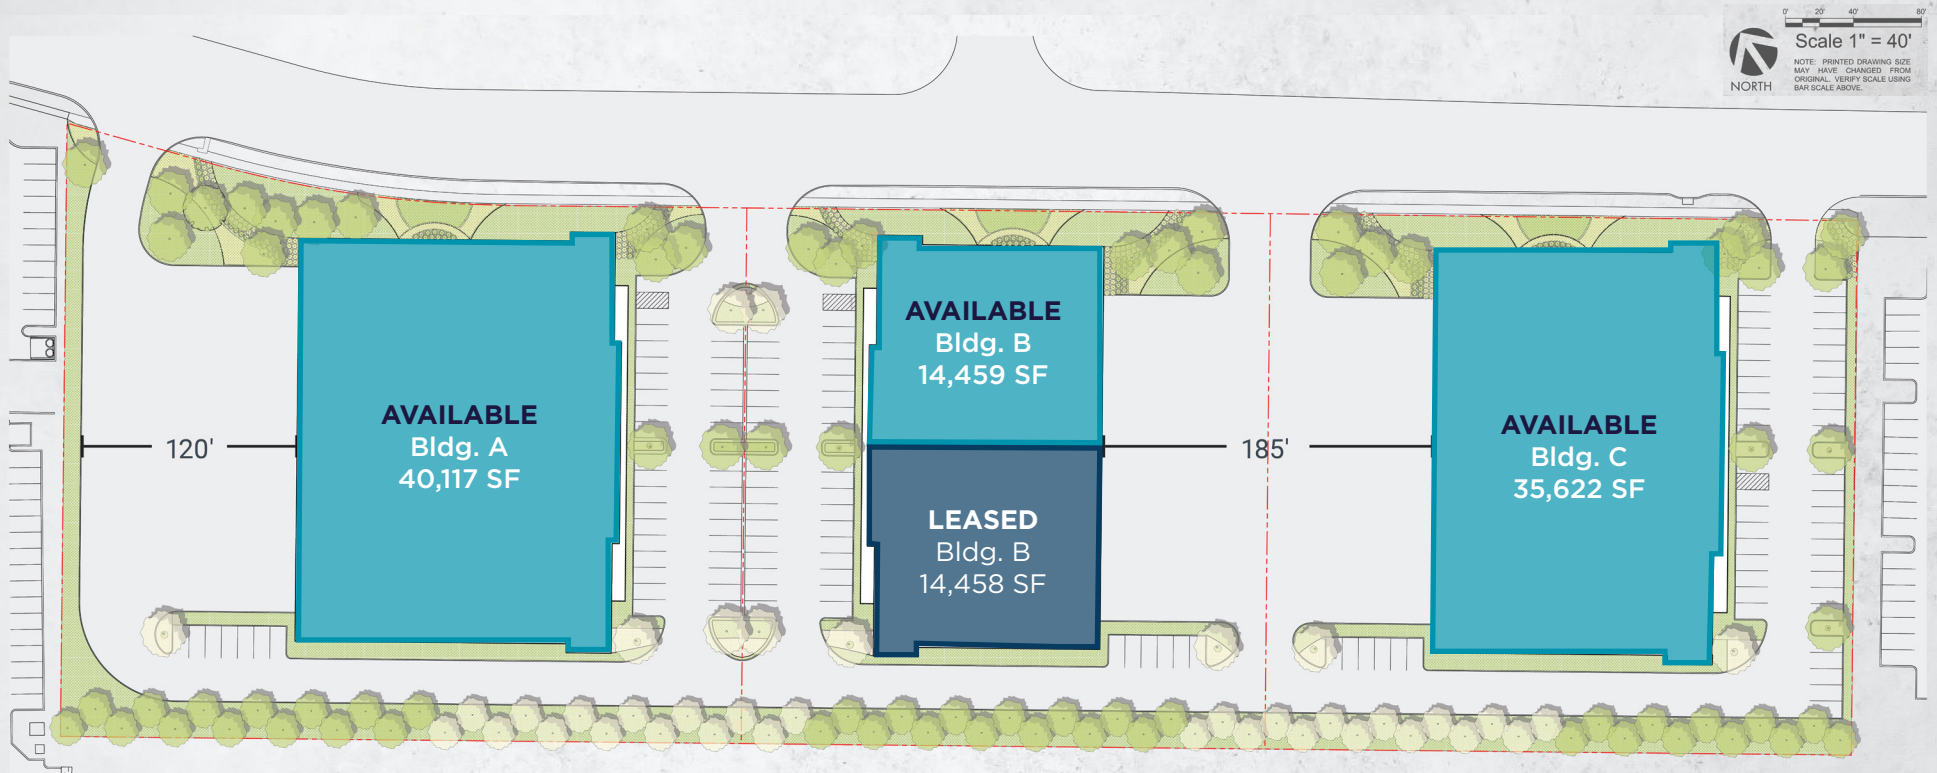 0' 20' 40' 80'
Scale 1" = 40'
NOTE: PRINTED DRAWING SIZE
MAY HAVE CHANGED FROM
ORIGINAL. VERIFY SCALE USING
BAR SCALE ABOVE.
NORTH
AVAILABLE
Bldg. A
40,117 SF
120'
AVAILABLE
Bldg. B
14,459 SF
LEASED
Bldg. B
14,458 SF
185'
AVAILABLE
Bldg. C
35,622 SF